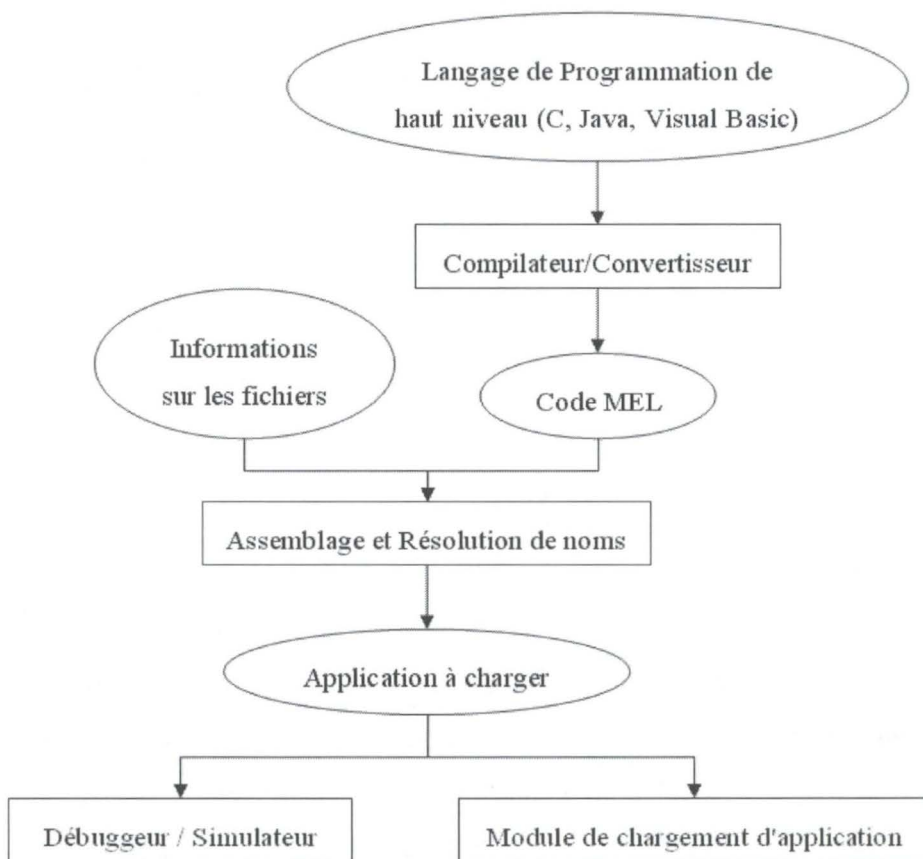 Langage de Programmation de
haut niveau (C, Java, Visual Basic)
Compilateur/Convertisseur
Informations
sur les fichiers
Code MEL
Assemblage et Résolution de noms
Application à charger
Débuggeur / Simulateur
Module de chargement d'application